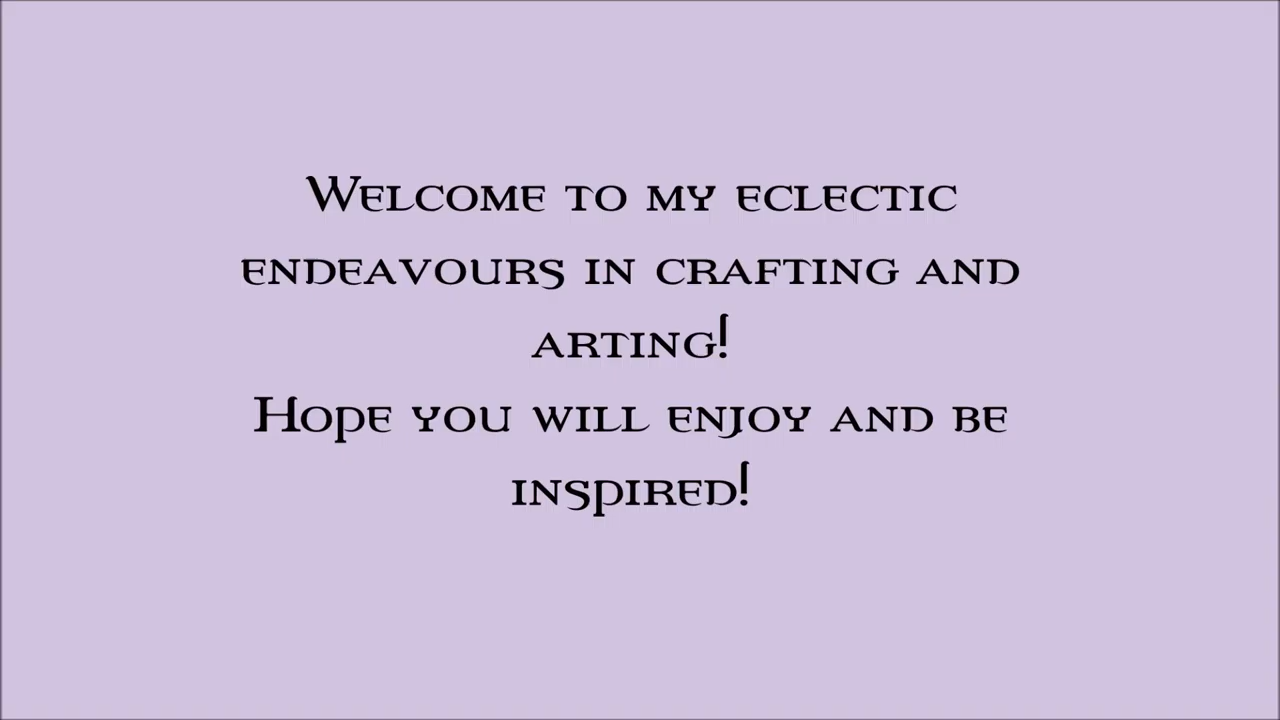 Welcome to my eclectic
endeavours in crafting and
arting!
Hope you will enjoy and be
inspired!